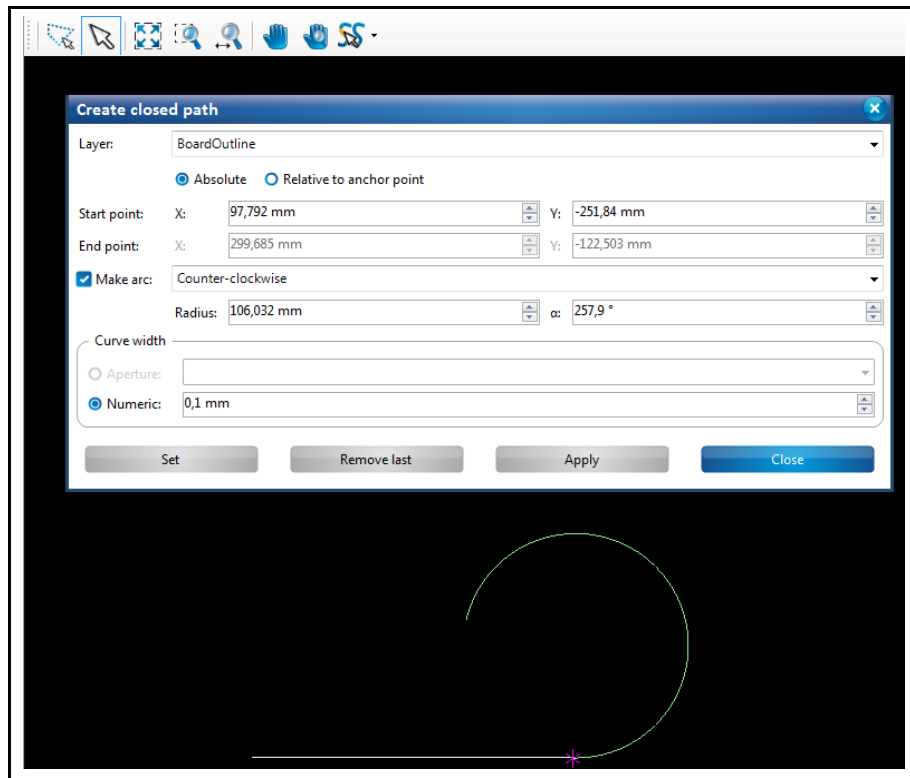 Create closed path
Layer: BoardOutline
Absolute Relative to anchor point
Start point: X: 97,792 mm Y: -251,84 mm
End point: X: 299,685 mm Y: -122,503 mm
Make arc: Counter-clockwise
Radius: 106,032 mm α: 257,9 °
Curve width
Aperture:
Numeric: 0,1 mm
Set Remove last Apply Close